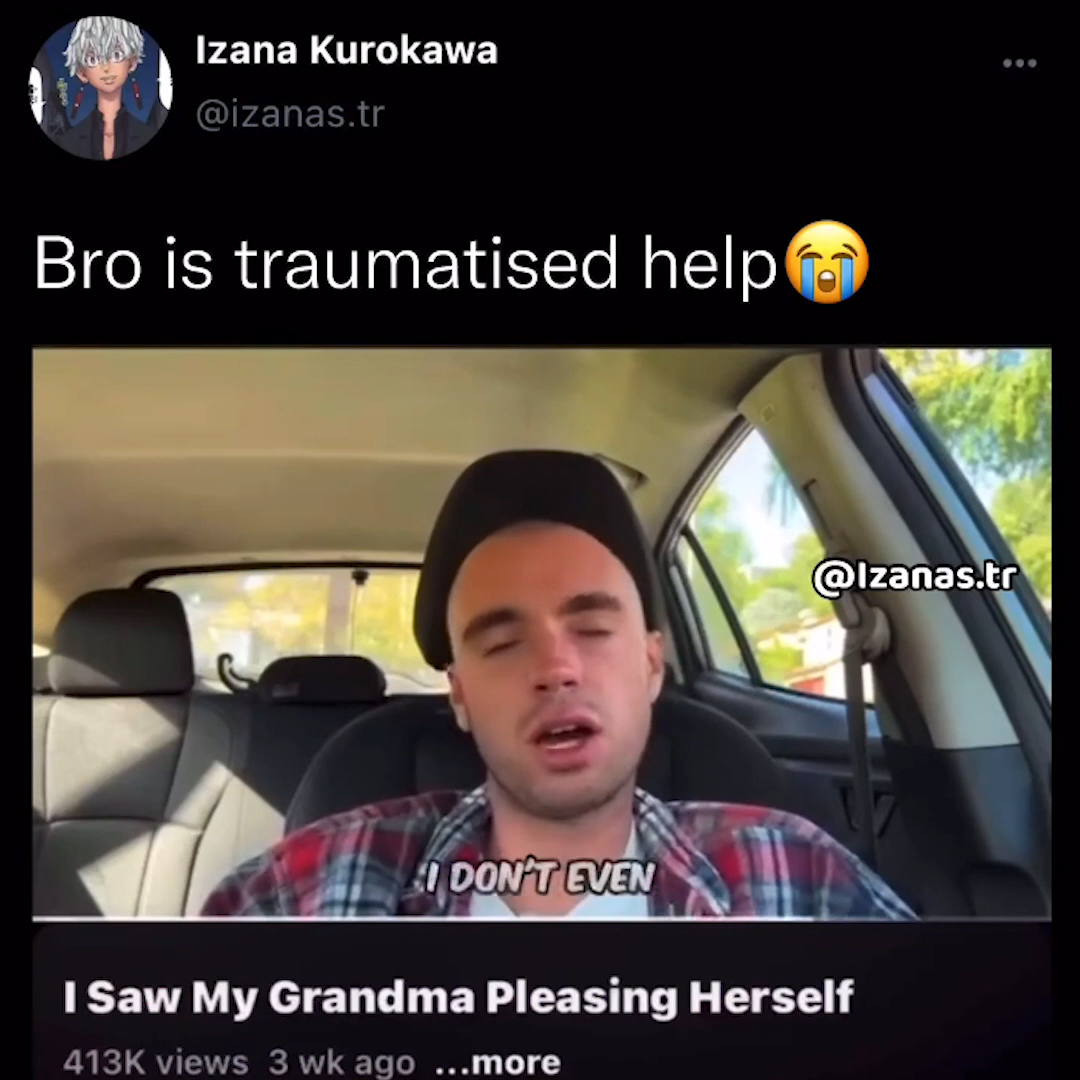 Izana Kurokawa
@izanas.tr
Bro is traumatised help😭
@Izanas.tr
I DON'T EVEN
I Saw My Grandma Pleasing Herself
413K views 3 wk ago ...more